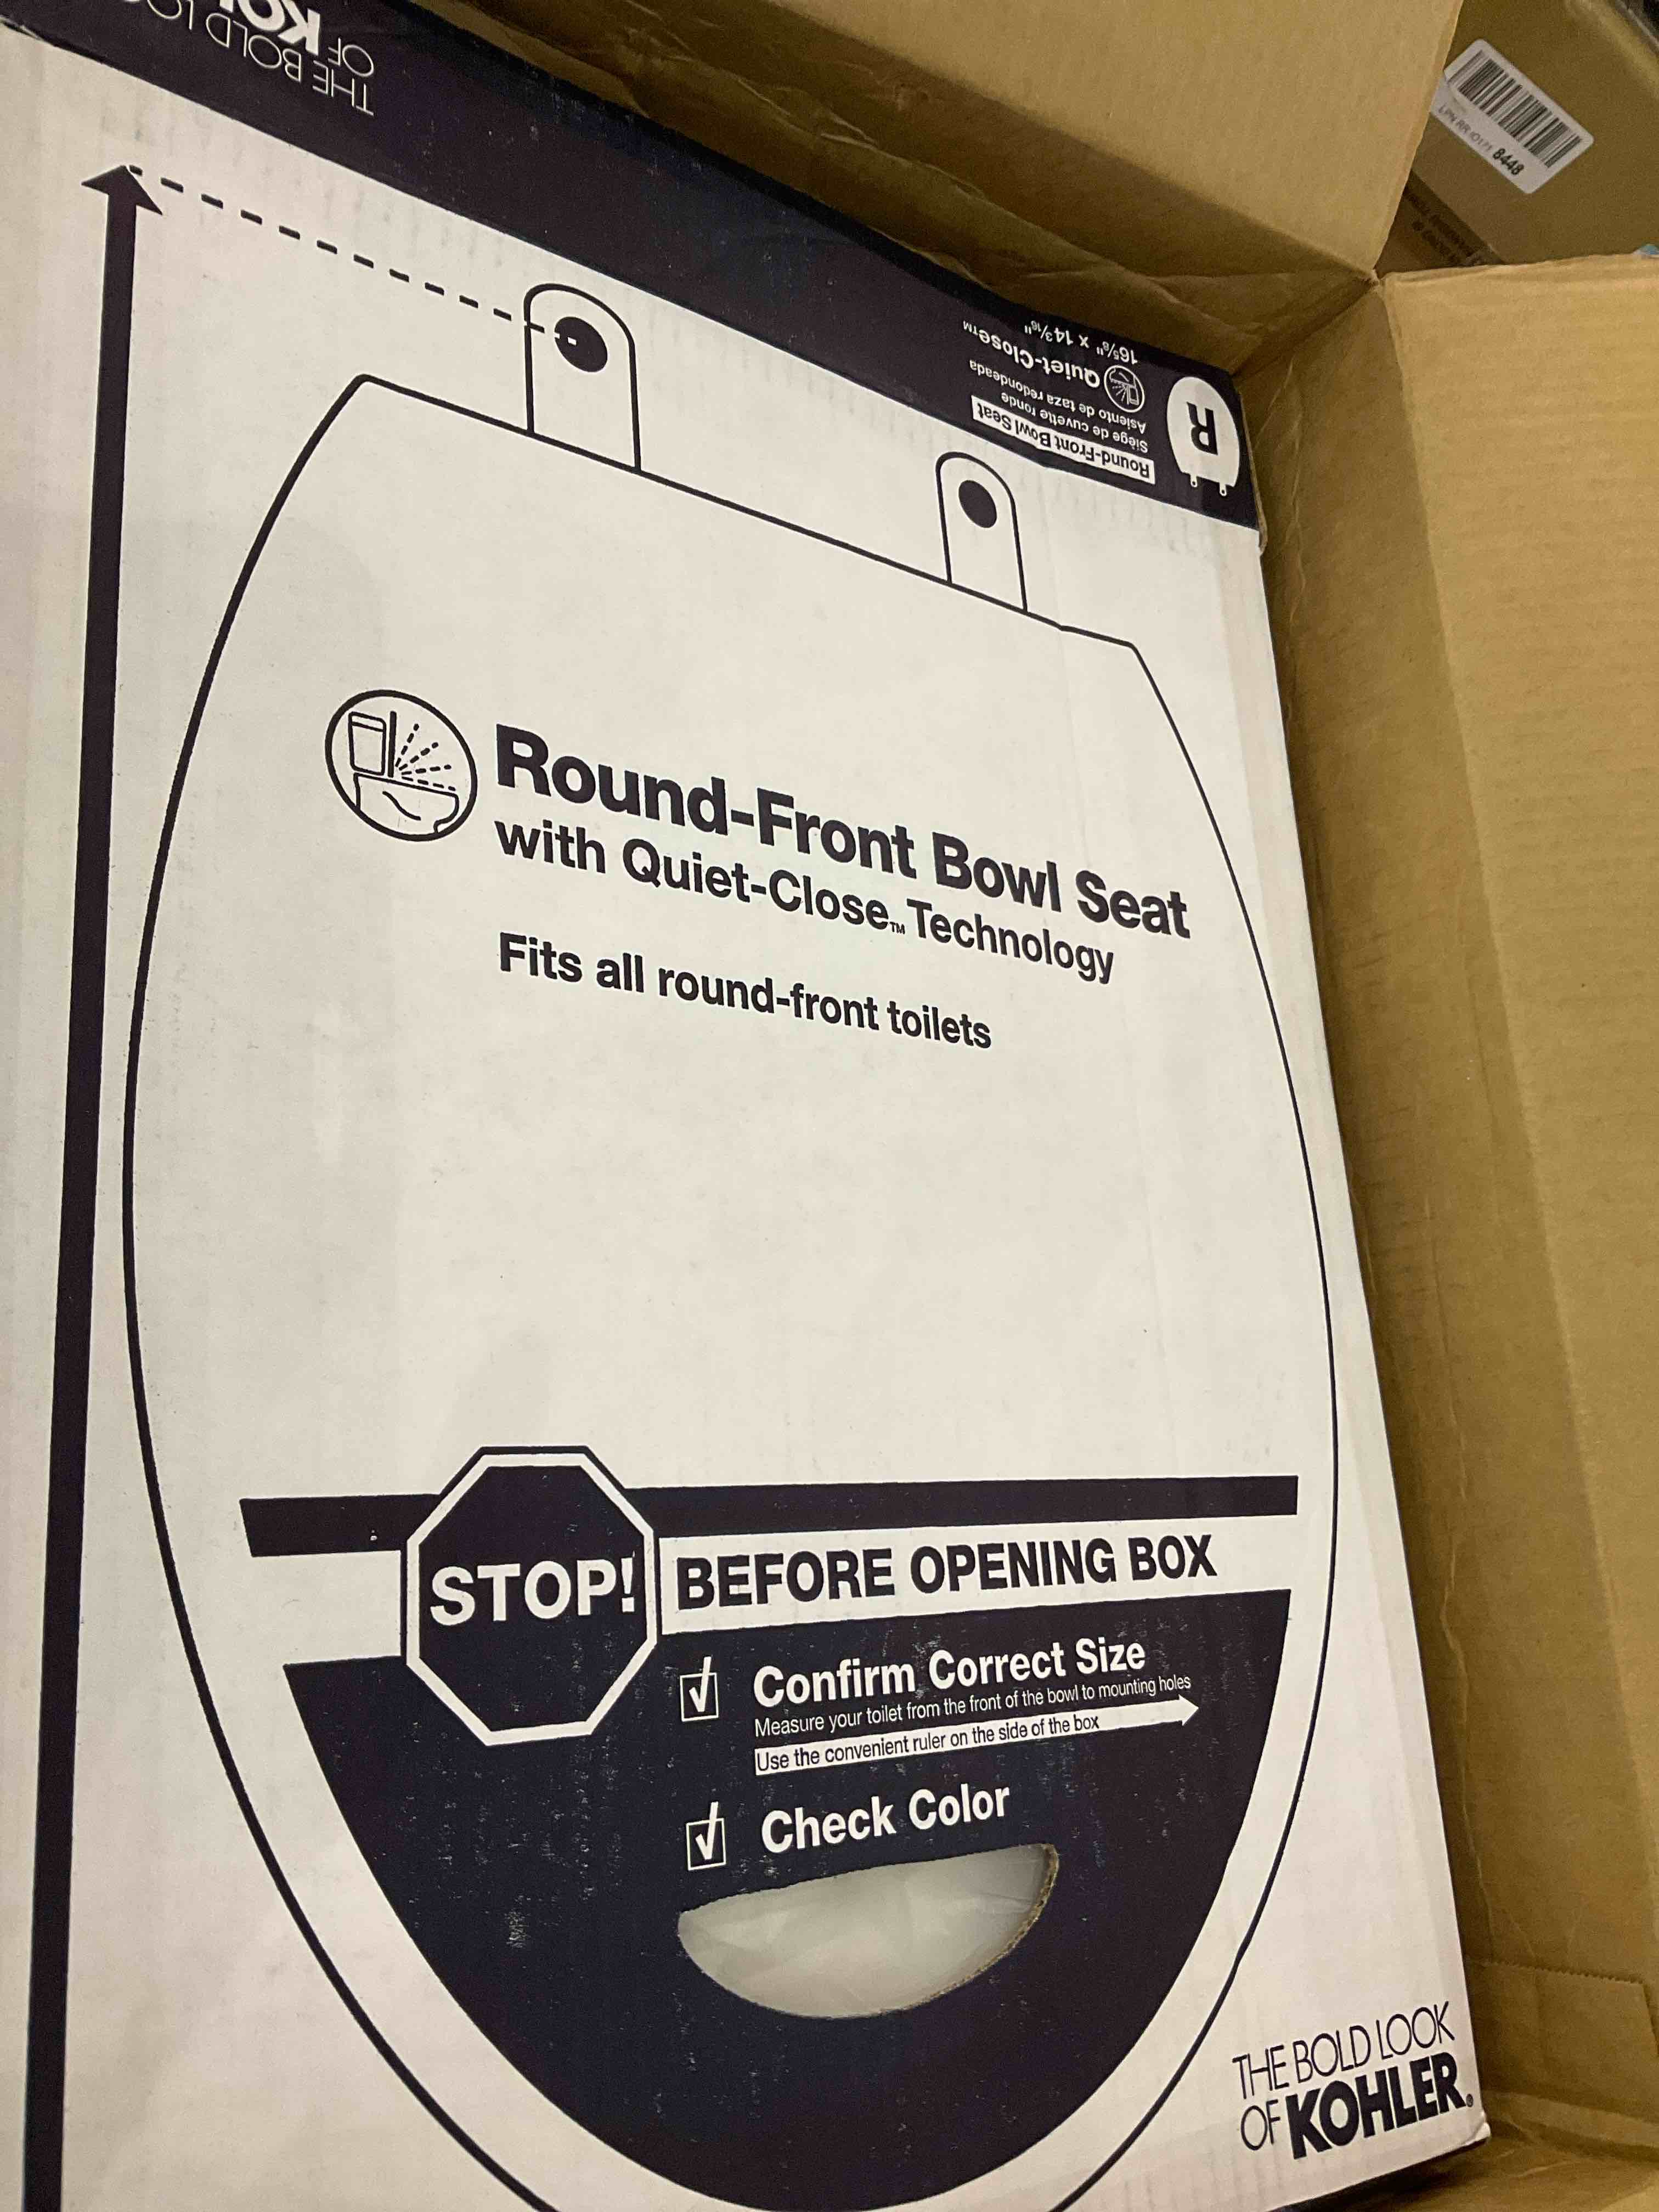 THE BOLD LOOK
OF KO
Round-Front Bowl Seat
Siège de cuvette ronde
Asiento de taza redondeada
Quiet-Close™
16⅝" x 14³⁄₁₆"
R
8448
Round-Front Bowl Seat
with Quiet-Close™ Technology
Fits all round-front toilets
STOP! BEFORE OPENING BOX
Confirm Correct Size
Measure your toilet from the front of the bowl to mounting holes
Use the convenient ruler on the side of the box
Check Color
THE BOLD LOOK
OF KOHLER®